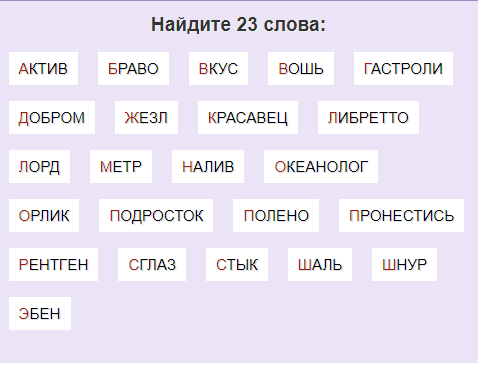 Найдите 23 слова:
АКТИВ БРАВО ВКУС ВОШЬ ГАСТРОЛИ
ДОБРОМ ЖЕЗЛ КРАСАВЕЦ ЛИБРЕТТО
ЛОРД МЕТР НАЛИВ ОКЕАНОЛОГ
ОРЛИК ПОДРОСТОК ПОЛЕНО ПРОНЕСТИСЬ
РЕНТГЕН СГЛАЗ СТЫК ШАЛЬ ШНУР
ЭБЕН